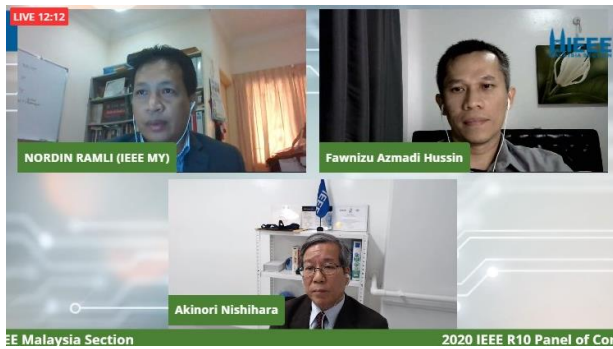 LIVE 12:12
IEEE
NORDIN RAMLI (IEEE MY)
Fawnizu Azmadi Hussin
Akinori Nishihara
EE Malaysia Section
2020 IEEE R10 Panel of Co